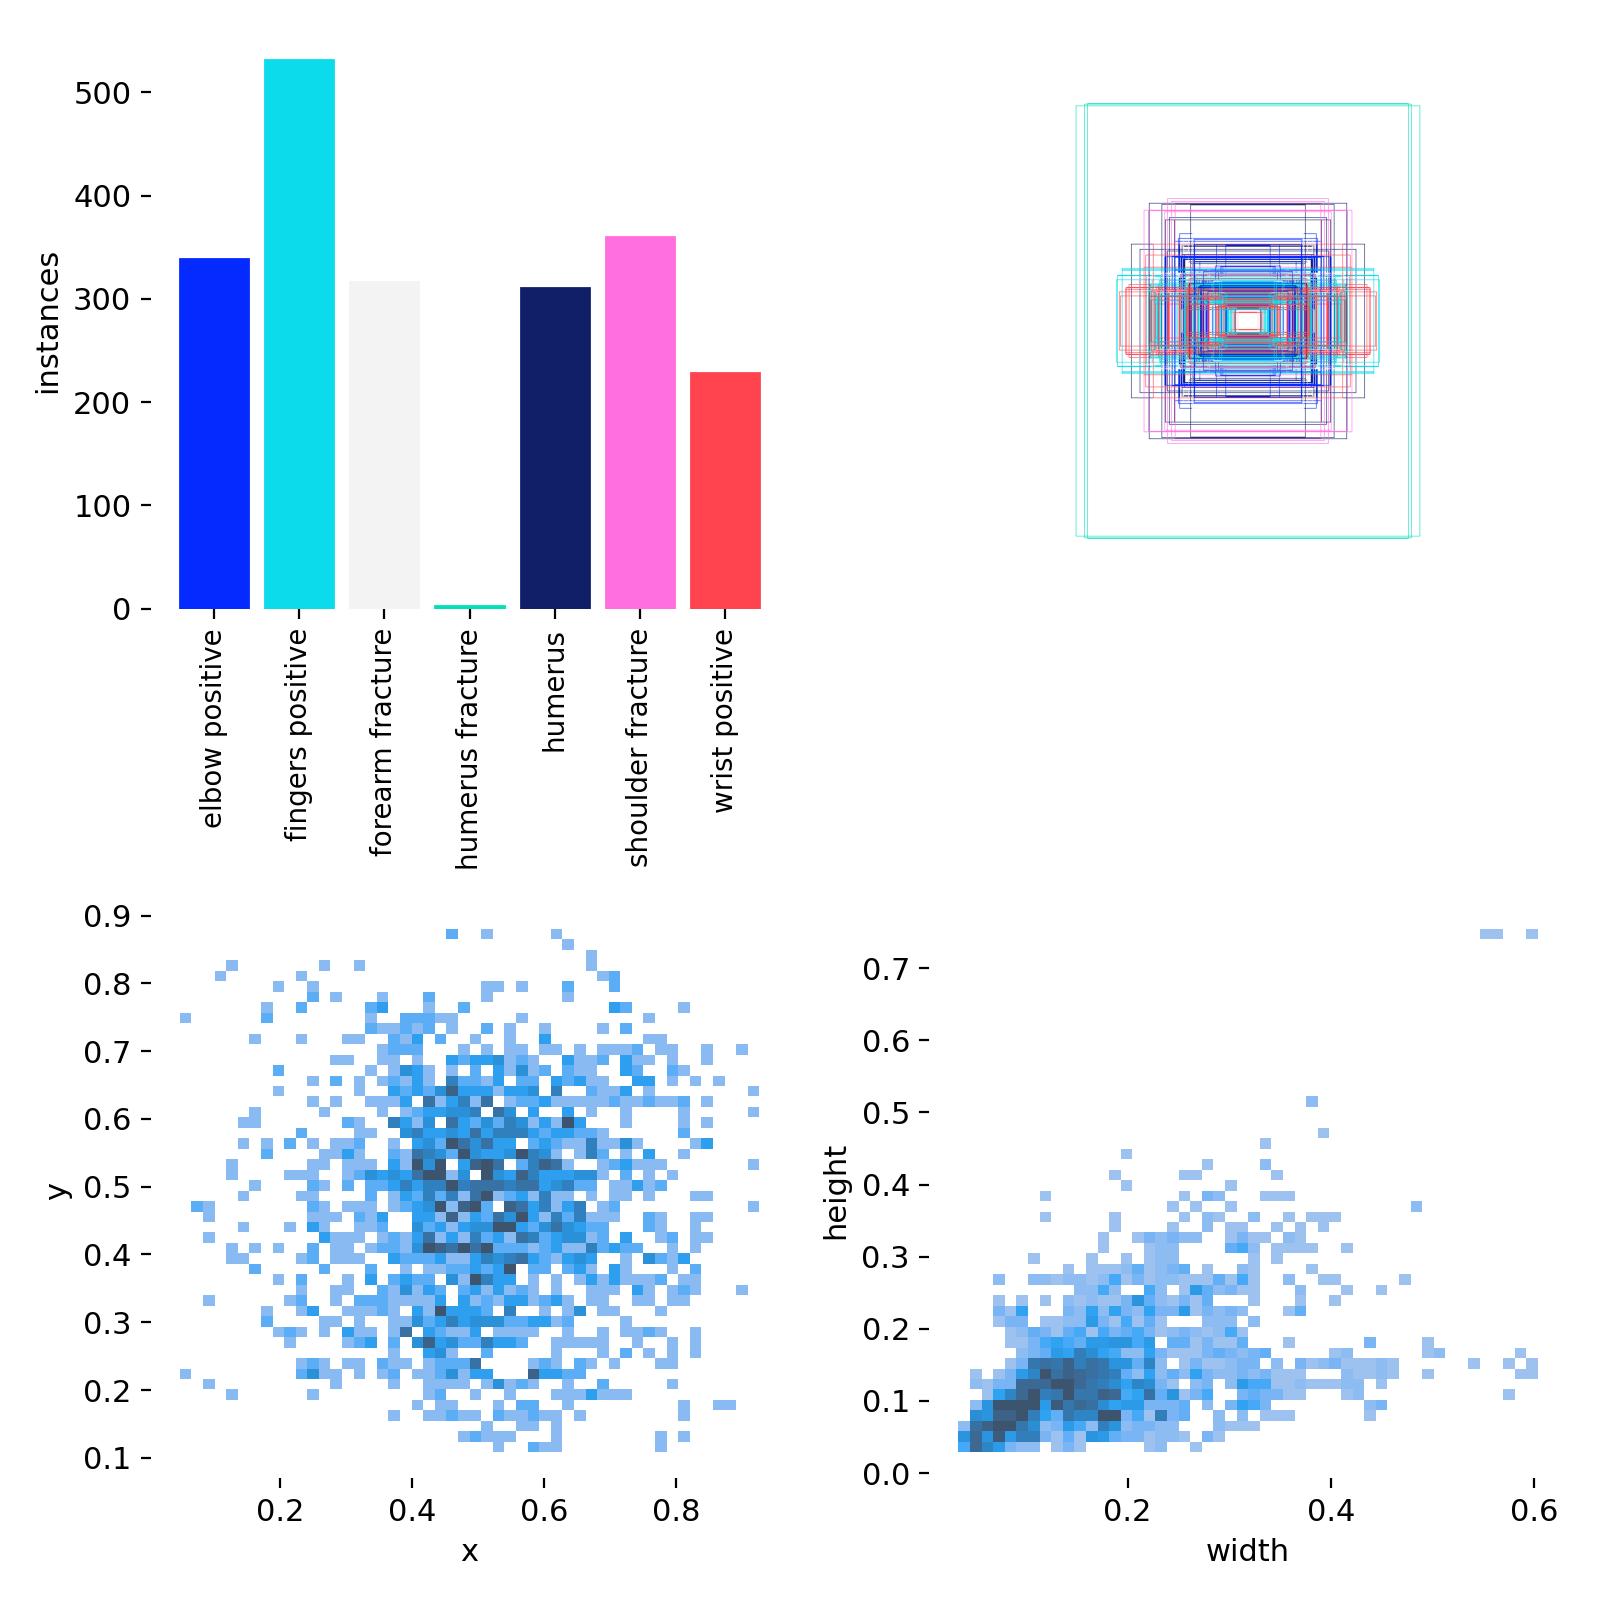 500
400
300
200
100
0
instances
elbow positive
fingers positive
forearm fracture
humerus fracture
humerus
shoulder fracture
wrist positive
0.9
0.8
0.7
0.6
0.5
0.4
0.3
0.2
0.1
y
0.2
0.4
0.6
0.8
x
0.7
0.6
0.5
0.4
0.3
0.2
0.1
0.0
height
0.2
0.4
0.6
width